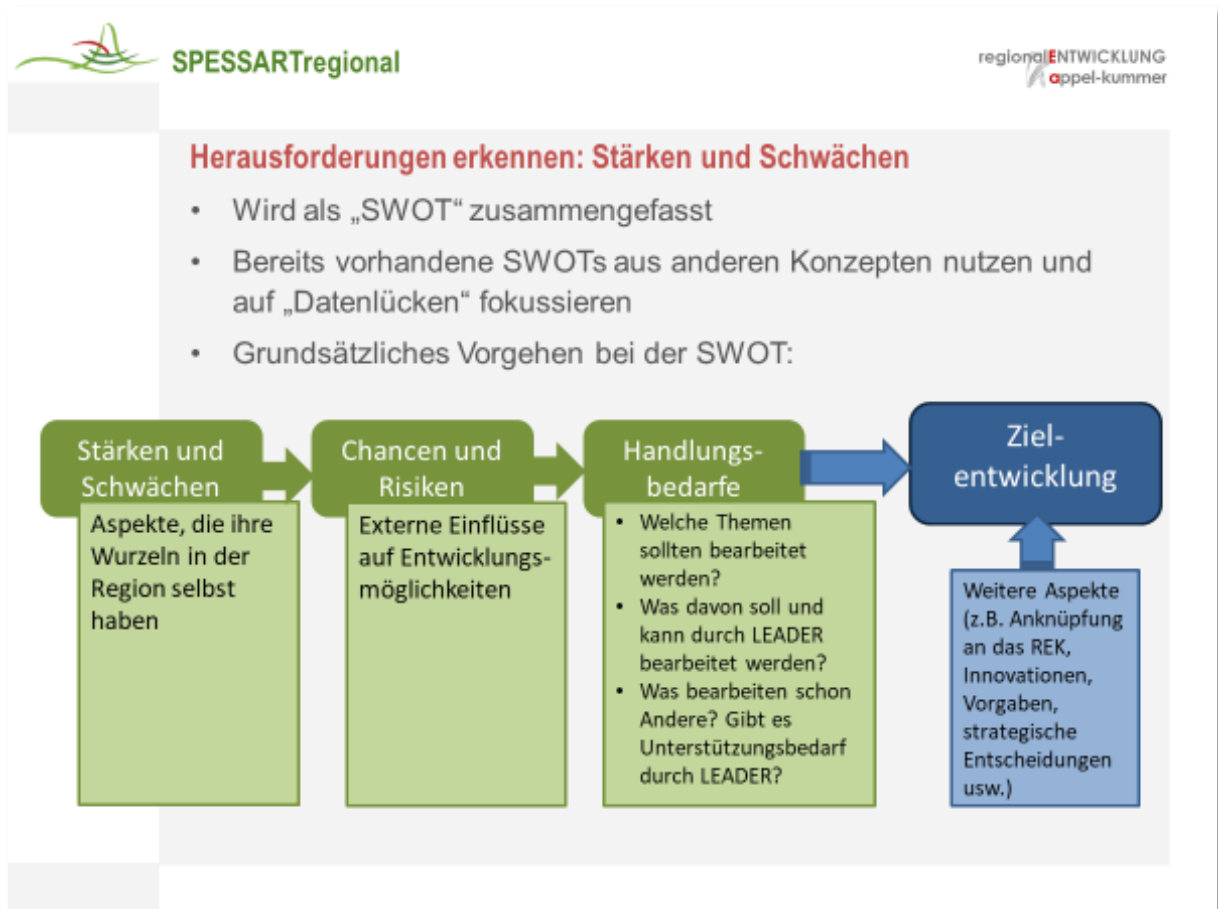 SPESSARTregional
regionalENTWICKLUNG
appel-kummer
Herausforderungen erkennen: Stärken und Schwächen
• Wird als „SWOT“ zusammengefasst
• Bereits vorhandene SWOTs aus anderen Konzepten nutzen und
auf „Datenlücken“ fokussieren
• Grundsätzliches Vorgehen bei der SWOT:
Stärken und
Schwächen
Aspekte, die ihre
Wurzeln in der
Region selbst
haben
Chancen und
Risiken
Externe Einflüsse
auf Entwicklungs-
möglichkeiten
Handlungs-
bedarfe
• Welche Themen
sollten bearbeitet
werden?
• Was davon soll und
kann durch LEADER
bearbeitet werden?
• Was bearbeiten schon
Andere? Gibt es
Unterstützungsbedarf
durch LEADER?
Ziel-
entwicklung
Weitere Aspekte
(z.B. Anknüpfung
an das REK,
Innovationen,
Vorgaben,
strategische
Entscheidungen
usw.)